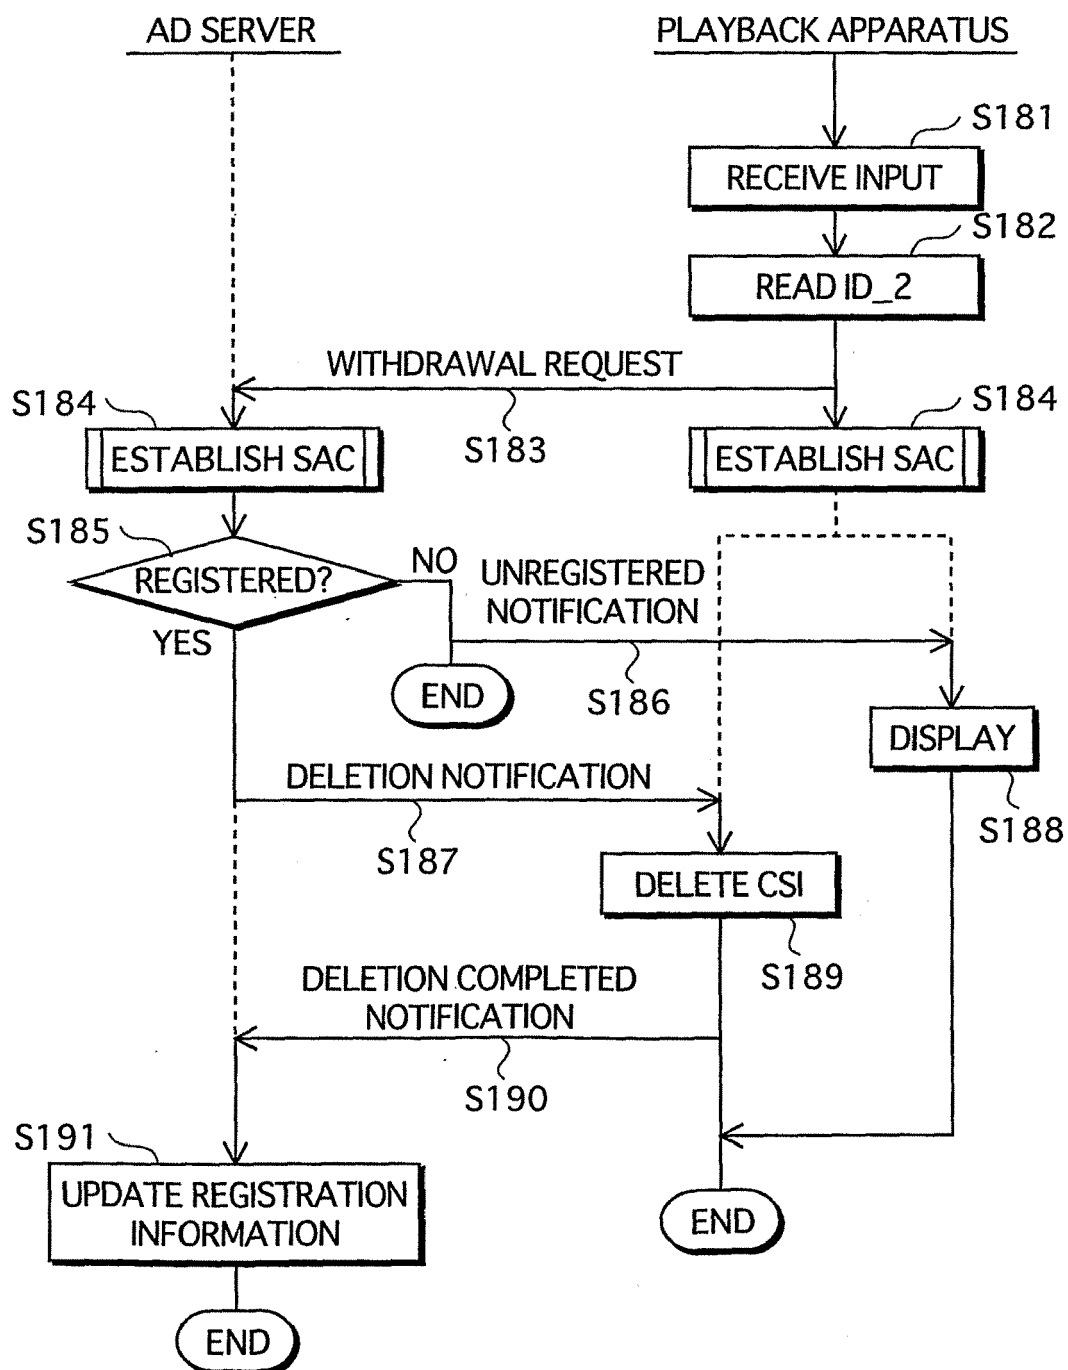 AD SERVER
PLAYBACK APPARATUS
S181
RECEIVE INPUT
S182
READ ID_2
WITHDRAWAL REQUEST
S183
S184
ESTABLISH SAC
S184
ESTABLISH SAC
S185
REGISTERED?
NO
YES
UNREGISTERED
NOTIFICATION
S186
END
DISPLAY
S188
DELETION NOTIFICATION
S187
DELETE CSI
S189
DELETION COMPLETED
NOTIFICATION
S190
S191
UPDATE REGISTRATION
INFORMATION
END
END